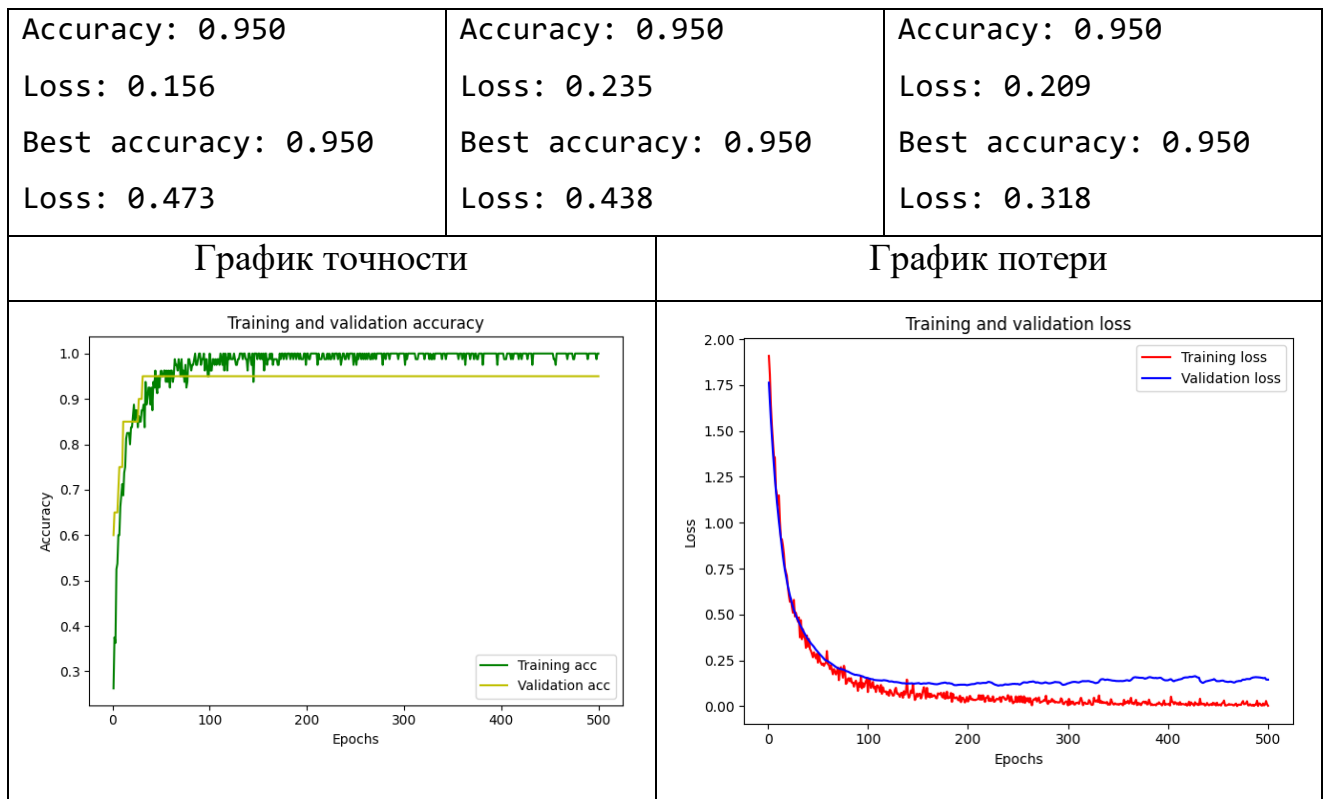 Accuracy: 0.950
Loss: 0.156
Best accuracy: 0.950
Loss: 0.473
Accuracy: 0.950
Loss: 0.235
Best accuracy: 0.950
Loss: 0.438
Accuracy: 0.950
Loss: 0.209
Best accuracy: 0.950
Loss: 0.318
График точности
График потери
Training and validation accuracy
Accuracy
1.0
0.9
0.8
0.7
0.6
0.5
0.4
0.3
Training acc
Validation acc
0 100 200 300 400 500
Epochs
Training and validation loss
Loss
2.00
1.75
1.50
1.25
1.00
0.75
0.50
0.25
0.00
Training loss
Validation loss
0 100 200 300 400 500
Epochs